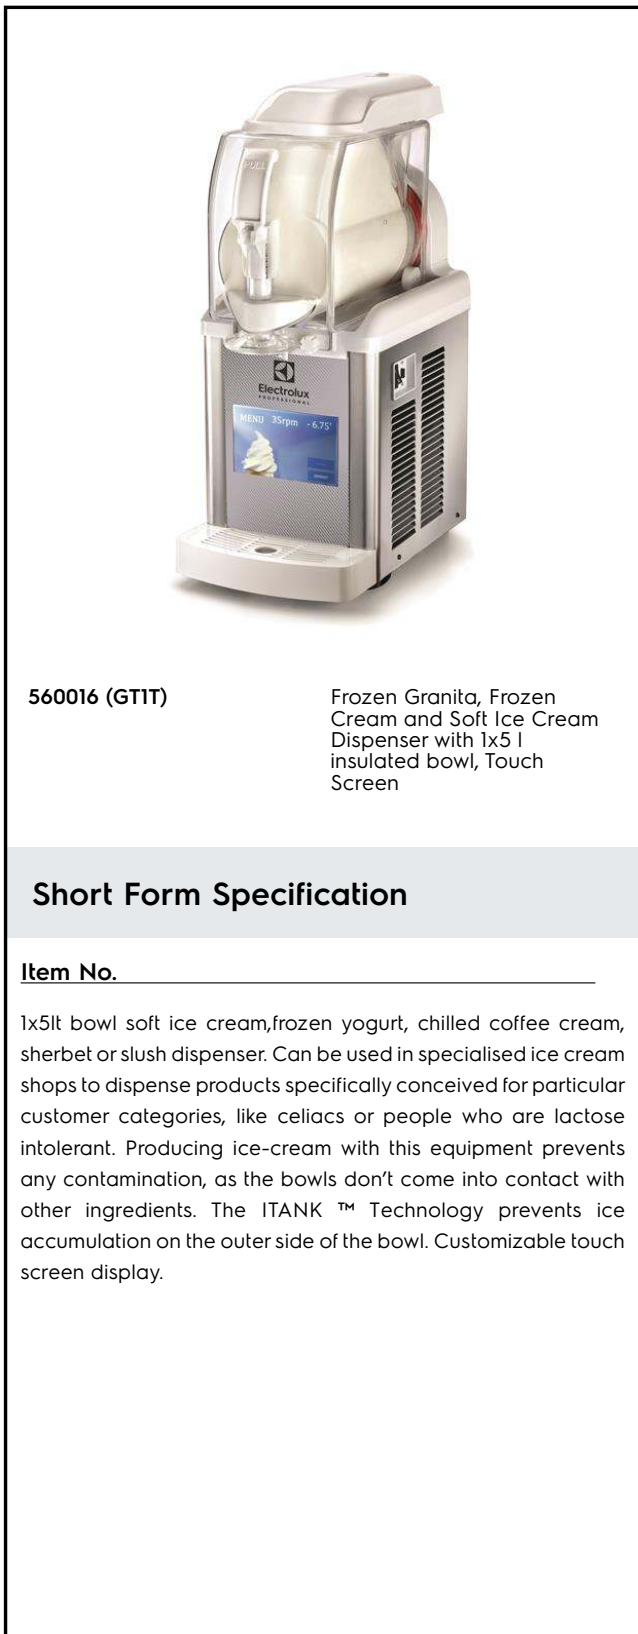 PULL
Electrolux
PROFESSIONAL
MENU 35rpm - 6.75°
560016 (GT1T)
Frozen Granita, Frozen
Cream and Soft Ice Cream
Dispenser with 1x5 l
insulated bowl, Touch
Screen
Short Form Specification
Item No.
1x5lt bowl soft ice cream,frozen yogurt, chilled coffee cream,
sherbet or slush dispenser. Can be used in specialised ice cream
shops to dispense products specifically conceived for particular
customer categories, like celiacs or people who are lactose
intolerant. Producing ice-cream with this equipment prevents
any contamination, as the bowls don’t come into contact with
other ingredients. The ITANK ™ Technology prevents ice
accumulation on the outer side of the bowl. Customizable touch
screen display.